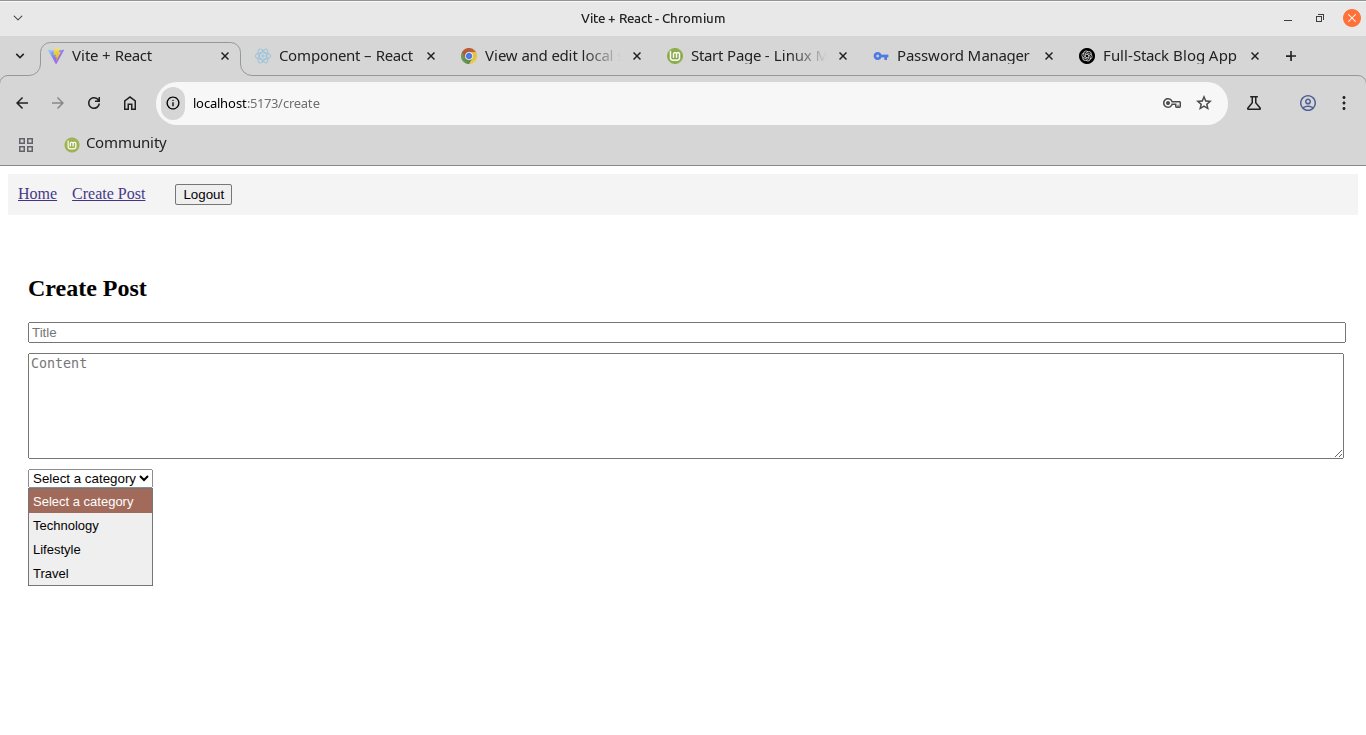 Vite + React - Chromium
Vite + React
Component – React
View and edit local
Start Page - Linux M
Password Manager
Full-Stack Blog App
localhost:5173/create
Community
Home Create Post Logout
Create Post
Title
Content
Select a category
Select a category
Technology
Lifestyle
Travel